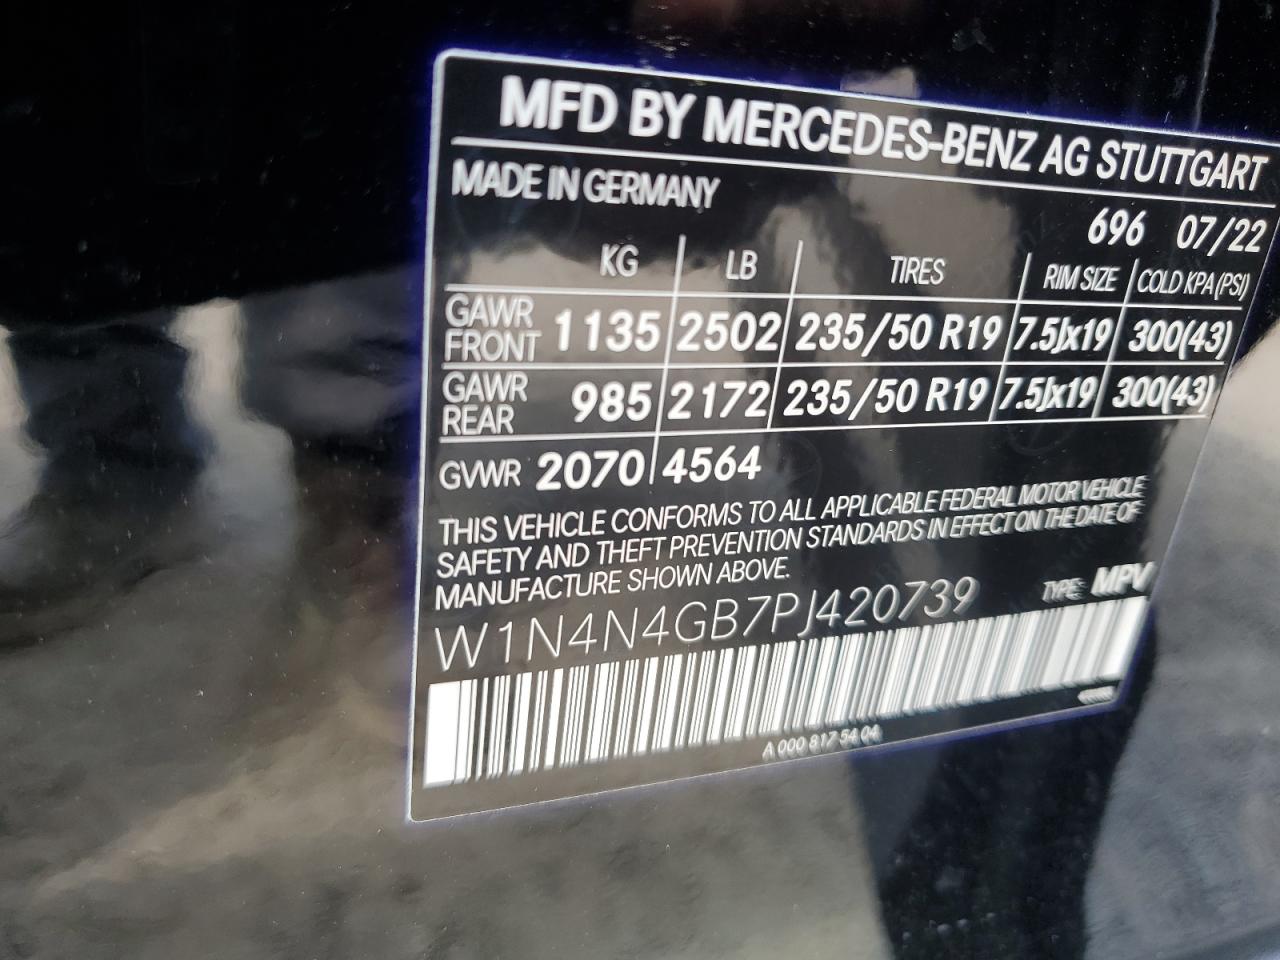 MFD BY MERCEDES-BENZ AG STUTTGART
MADE IN GERMANY
696 07/22
KG LB TIRES RIM SIZE COLD KPA (PSI)
GAWR FRONT 1135 2502 235/50 R19 7.5Jx19 300(43)
GAWR REAR 985 2172 235/50 R19 7.5Jx19 300(43)
GVWR 2070 4564
THIS VEHICLE CONFORMS TO ALL APPLICABLE FEDERAL MOTOR VEHICLE
SAFETY AND THEFT PREVENTION STANDARDS IN EFFECT ON THE DATE OF
MANUFACTURE SHOWN ABOVE.
W1N4N4GB7PJ420739 TYPE: MPV
A 000 817 54 04